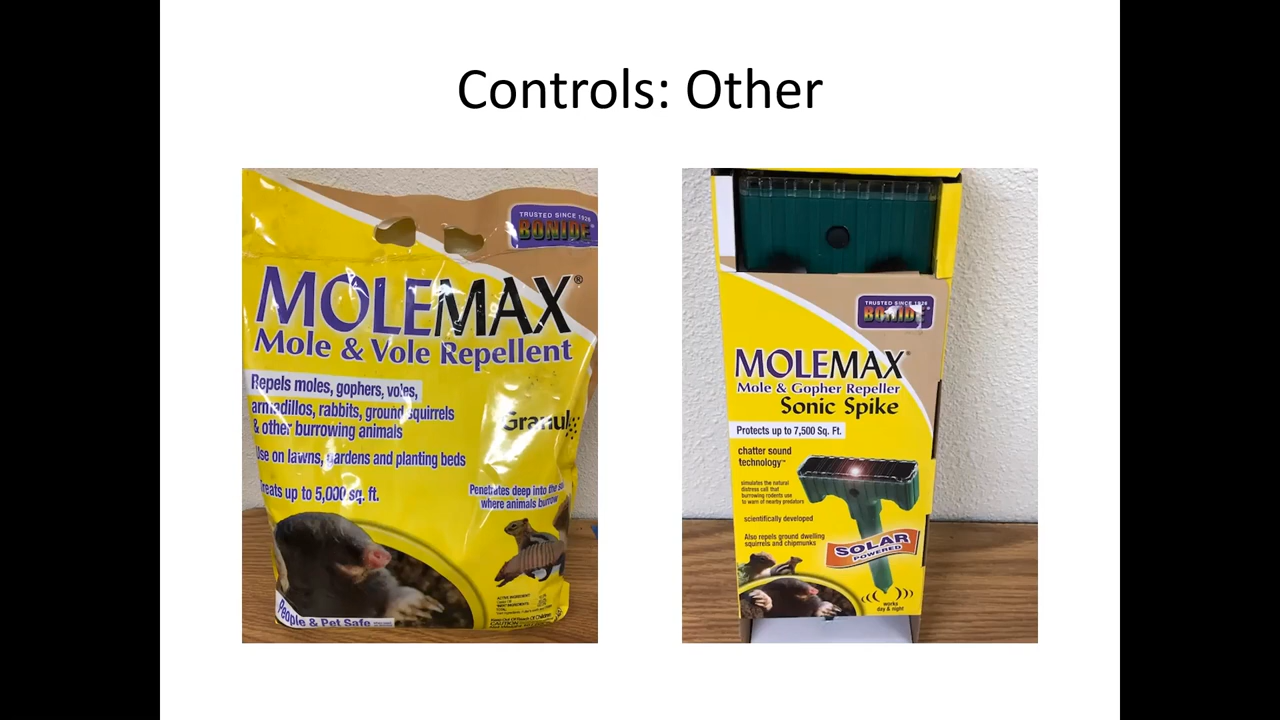 Controls: Other
TRUSTED SINCE 1926
BONIDE®
MOLEMAX®
Mole & Vole Repellent
Repels moles, gophers, voles,
armadillos, rabbits, ground squirrels
& other burrowing animals
Granul
Use on lawns, gardens and planting beds
Treats up to 5,000 sq. ft.
Penetrates deep into the
where animals burrow
People & Pet Safe
TRUSTED SINCE 1926
BONIDE®
MOLEMAX®
Mole & Gopher Repeller
Sonic Spike
Protects up to 7,500 Sq. Ft.
chatter sound
technology™
simulates the natural
distress call that
burrowing rodents use
to warn of nearby predators
scientifically developed
Also repels ground dwelling
squirrels and chipmunks
SOLAR
POWERED
works
day & night